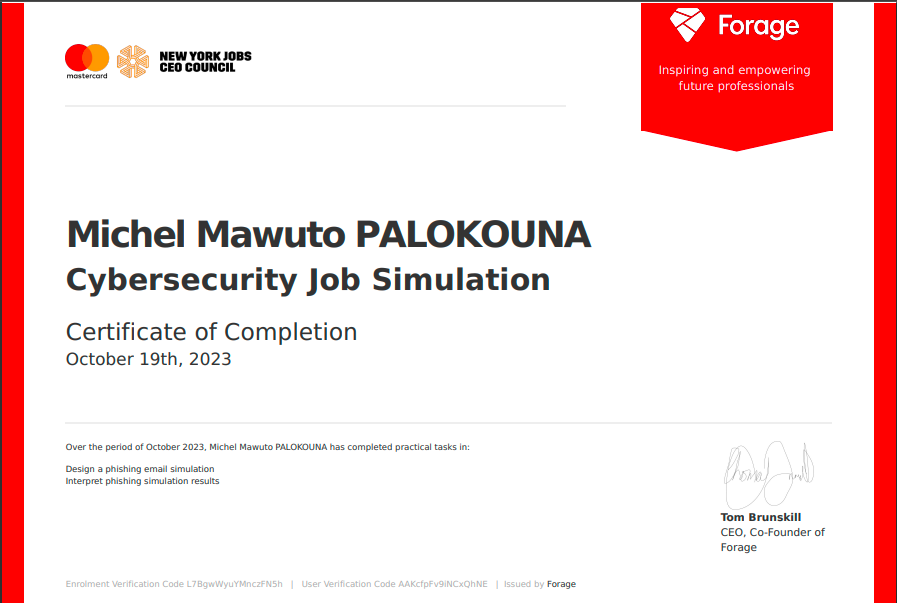 mastercard
NEW YORK JOBS
CEO COUNCIL
Forage
Inspiring and empowering
future professionals
Michel Mawuto PALOKOUNA
Cybersecurity Job Simulation
Certificate of Completion
October 19th, 2023
Over the period of October 2023, Michel Mawuto PALOKOUNA has completed practical tasks in:
Design a phishing email simulation
Interpret phishing simulation results
Tom Brunskill
CEO, Co-Founder of
Forage
Enrolment Verification Code L7BgwWyuYMnczFN5h | User Verification Code AAKcfpFv9iNCxQhNE | Issued by Forage